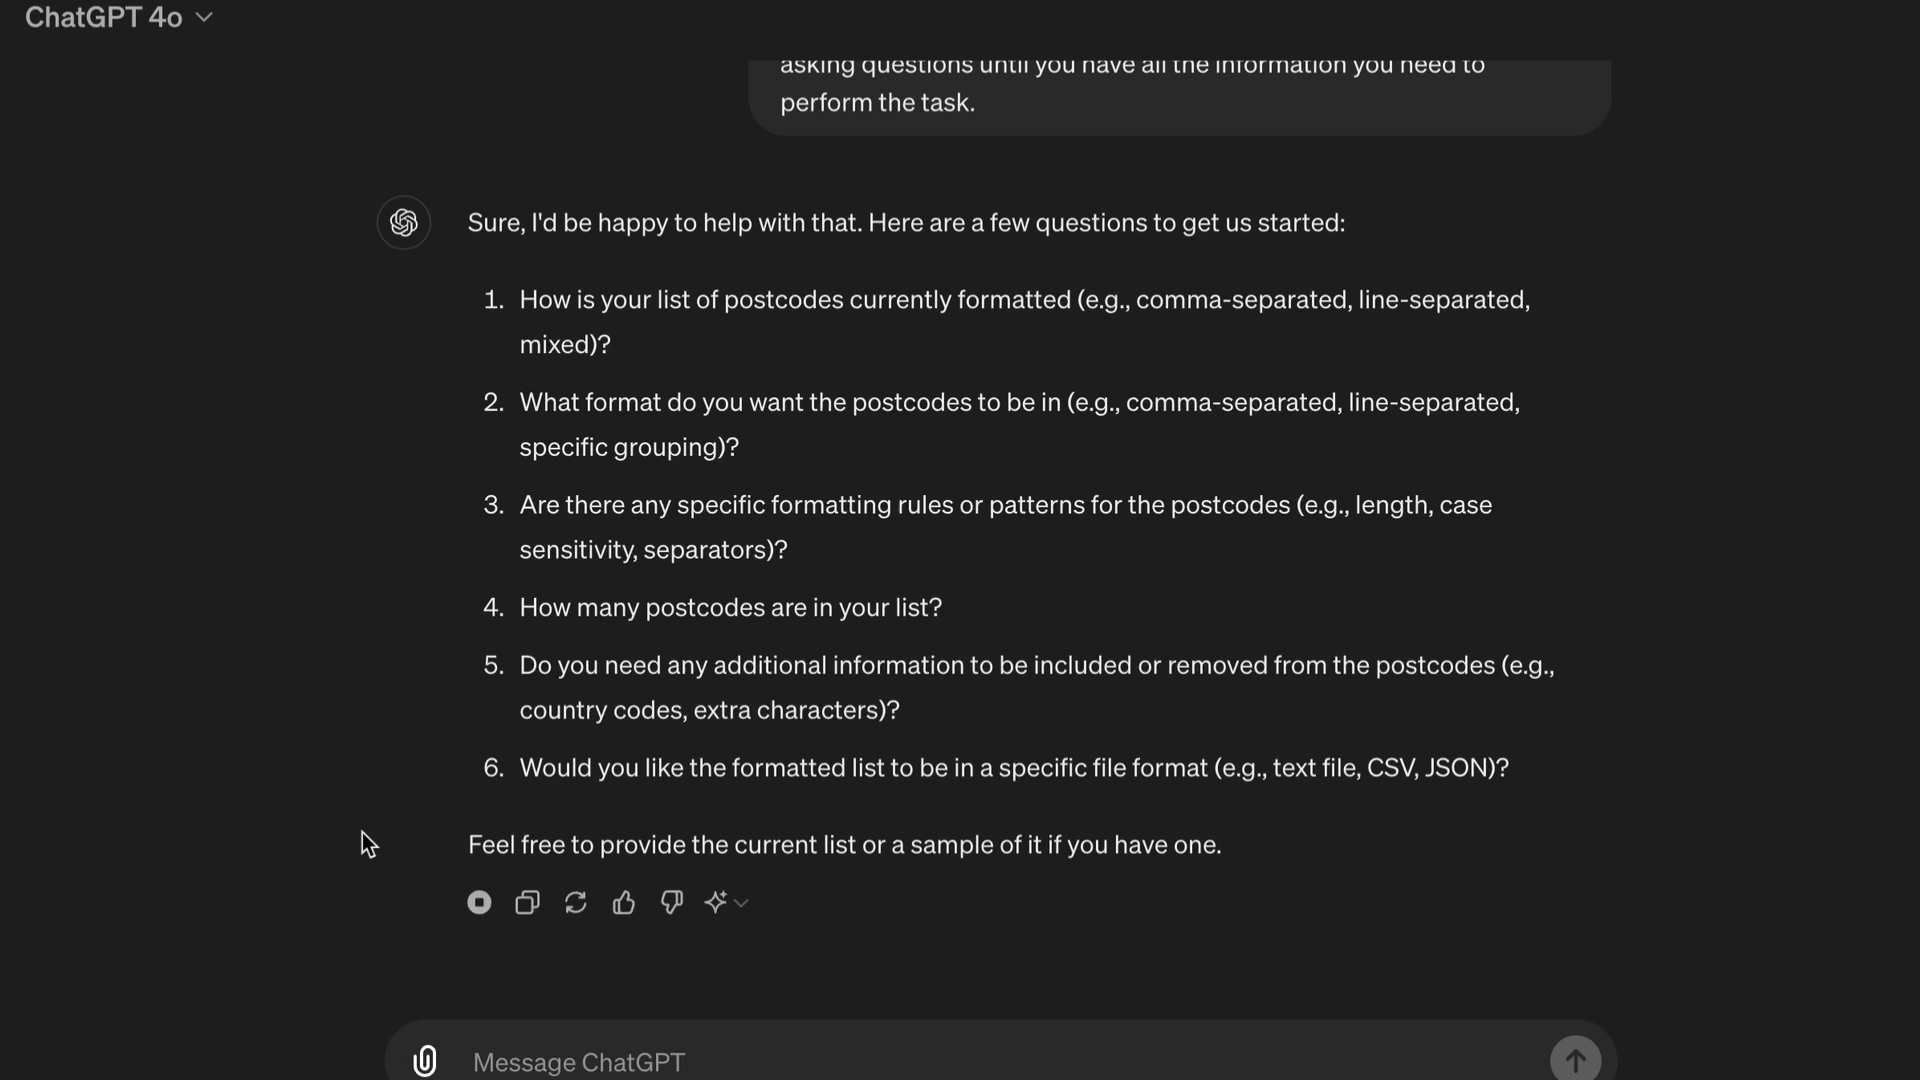 ChatGPT 4o
asking questions until you have all the information you need to
perform the task.
Sure, I'd be happy to help with that. Here are a few questions to get us started:
1. How is your list of postcodes currently formatted (e.g., comma-separated, line-separated,
mixed)?
2. What format do you want the postcodes to be in (e.g., comma-separated, line-separated,
specific grouping)?
3. Are there any specific formatting rules or patterns for the postcodes (e.g., length, case
sensitivity, separators)?
4. How many postcodes are in your list?
5. Do you need any additional information to be included or removed from the postcodes (e.g.,
country codes, extra characters)?
6. Would you like the formatted list to be in a specific file format (e.g., text file, CSV, JSON)?
Feel free to provide the current list or a sample of it if you have one.
Message ChatGPT